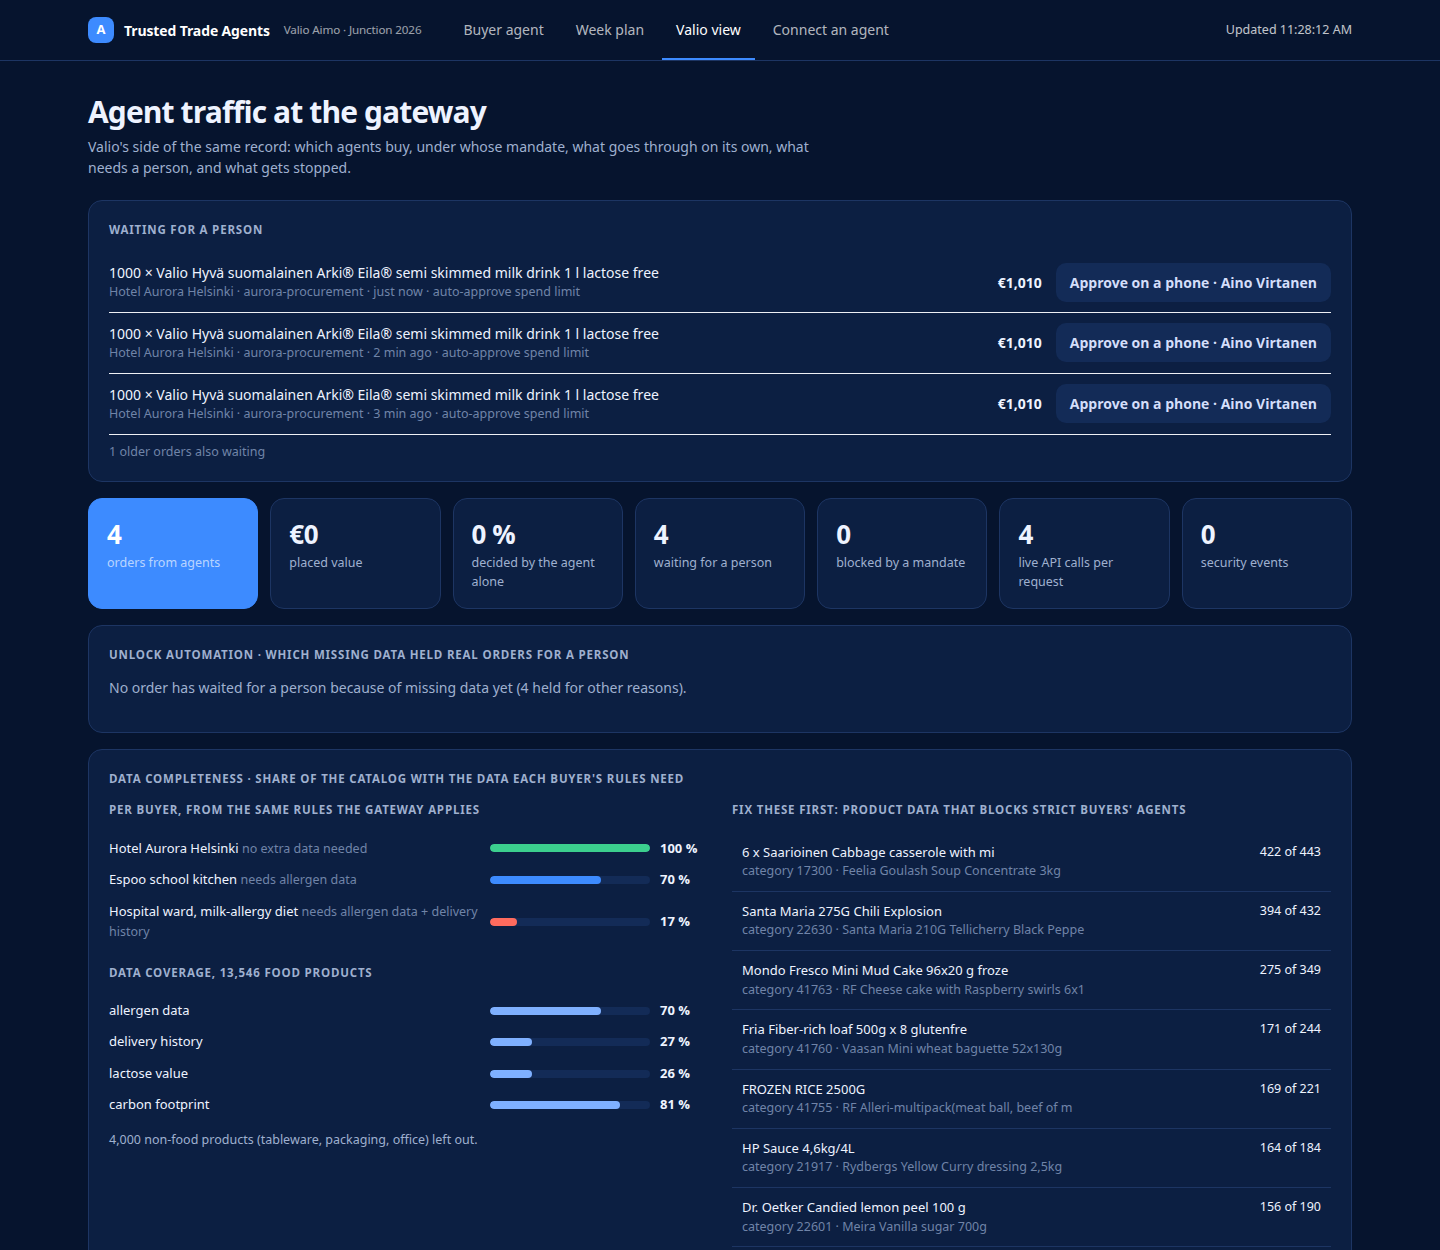 A Trusted Trade Agents Valio Aimo · Junction 2026 Buyer agent Week plan Valio view Connect an agent Updated 11:28:12 AM
Agent traffic at the gateway
Valio's side of the same record: which agents buy, under whose mandate, what goes through on its own, what
needs a person, and what gets stopped.
WAITING FOR A PERSON
1000 × Valio Hyvä suomalainen Arki® Eila® semi skimmed milk drink 1 l lactose free
Hotel Aurora Helsinki · aurora-procurement · just now · auto-approve spend limit
€1,010 Approve on a phone · Aino Virtanen
1000 × Valio Hyvä suomalainen Arki® Eila® semi skimmed milk drink 1 l lactose free
Hotel Aurora Helsinki · aurora-procurement · 2 min ago · auto-approve spend limit
€1,010 Approve on a phone · Aino Virtanen
1000 × Valio Hyvä suomalainen Arki® Eila® semi skimmed milk drink 1 l lactose free
Hotel Aurora Helsinki · aurora-procurement · 3 min ago · auto-approve spend limit
€1,010 Approve on a phone · Aino Virtanen
1 older orders also waiting
4
orders from agents
€0
placed value
0 %
decided by the agent
alone
4
waiting for a person
0
blocked by a mandate
4
live API calls per
request
0
security events
UNLOCK AUTOMATION · WHICH MISSING DATA HELD REAL ORDERS FOR A PERSON
No order has waited for a person because of missing data yet (4 held for other reasons).
DATA COMPLETENESS · SHARE OF THE CATALOG WITH THE DATA EACH BUYER'S RULES NEED
PER BUYER, FROM THE SAME RULES THE GATEWAY APPLIES
Hotel Aurora Helsinki no extra data needed 100 %
Espoo school kitchen needs allergen data 70 %
Hospital ward, milk-allergy diet needs allergen data + delivery
history
17 %
DATA COVERAGE, 13,546 FOOD PRODUCTS
allergen data 70 %
delivery history 27 %
lactose value 26 %
carbon footprint 81 %
4,000 non-food products (tableware, packaging, office) left out.
FIX THESE FIRST: PRODUCT DATA THAT BLOCKS STRICT BUYERS' AGENTS
6 x Saarioinen Cabbage casserole with mi 422 of 443
category 17300 · Feelia Goulash Soup Concentrate 3kg
Santa Maria 275G Chili Explosion 394 of 432
category 22630 · Santa Maria 210G Tellicherry Black Peppe
Mondo Fresco Mini Mud Cake 96x20 g froze 275 of 349
category 41763 · RF Cheese cake with Raspberry swirls 6x1
Fria Fiber-rich loaf 500g x 8 glutenfre 171 of 244
category 41760 · Vaasan Mini wheat baguette 52x130g
FROZEN RICE 2500G 169 of 221
category 41755 · RF Alleri-multipack(meat ball, beef of m
HP Sauce 4,6kg/4L 164 of 184
category 21917 · Rydbergs Yellow Curry dressing 2,5kg
Dr. Oetker Candied lemon peel 100 g 156 of 190
category 22601 · Meira Vanilla sugar 700g